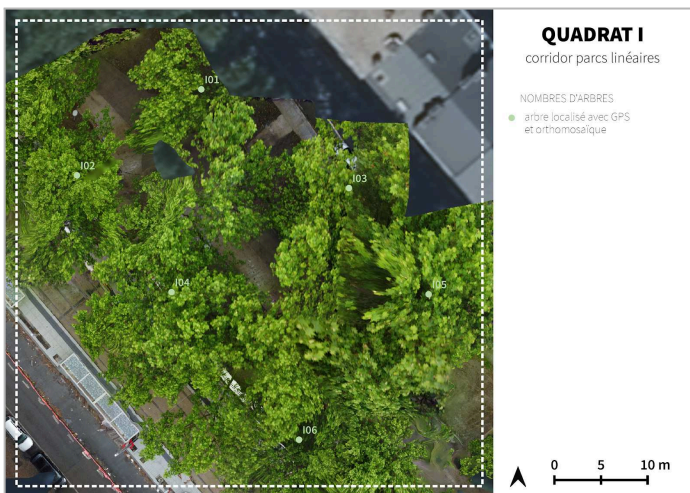 QUADRAT I
corridor parcs linéaires
NOMBRES D'ARBRES
arbre localisé avec GPS
et orthomosaïque
I01
I02
I03
I04
I05
I06
0 5 10 m